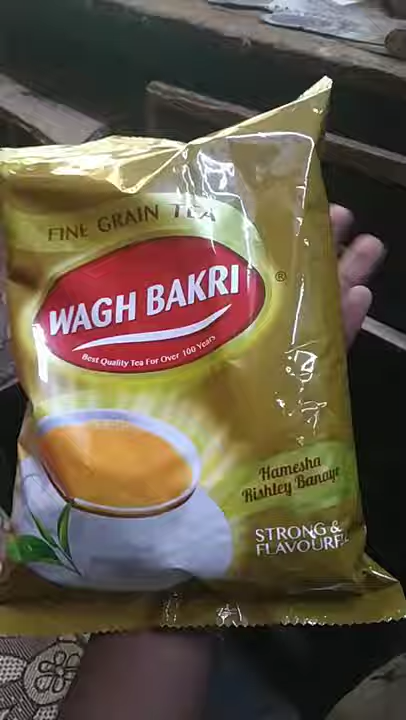 FINE GRAIN TEA
WAGH BAKRI
®
Best Quality Tea For Over 100 Years
Hamesha
Rishtey Banaye
STRONG &
FLAVOURFUL